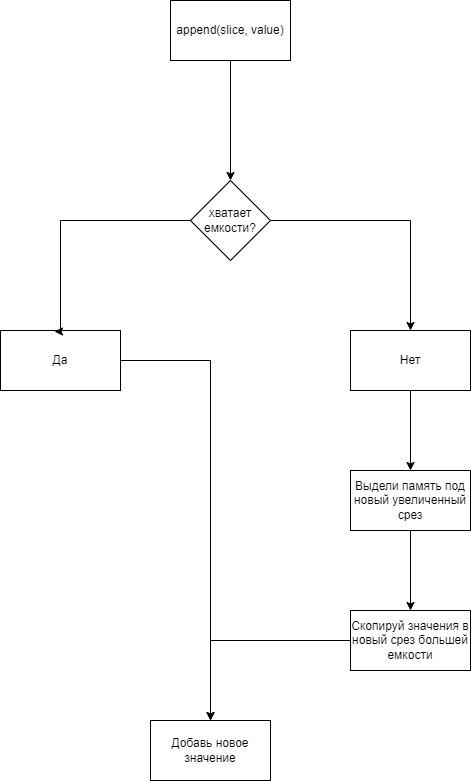 append(slice, value)
хватает
емкости?
Да
Нет
Выдели память под
новый увеличенный
срез
Скопируй значения в
новый срез большей
емкости
Добавь новое
значение